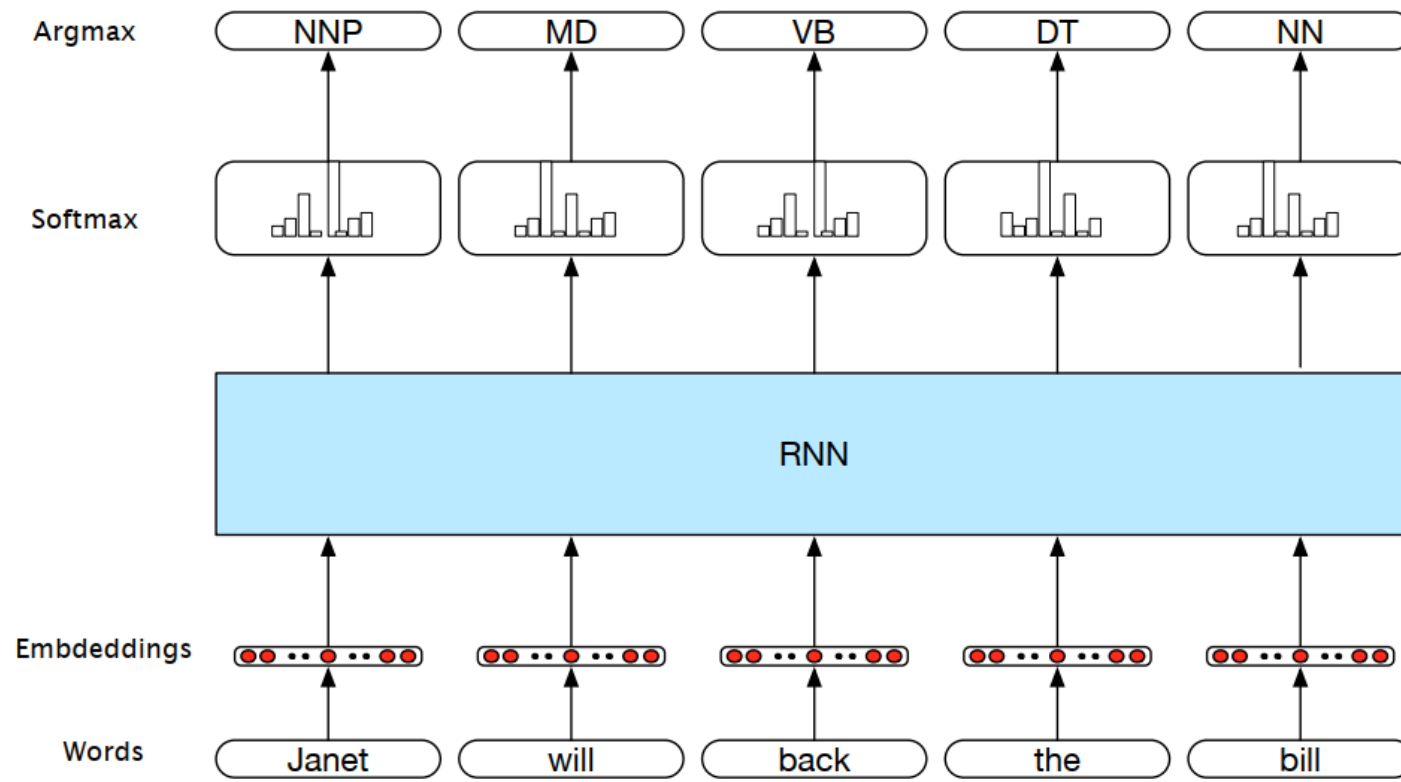 Argmax NNP MD VB DT NN
Softmax
RNN
Embdeddings
Words Janet will back the bill